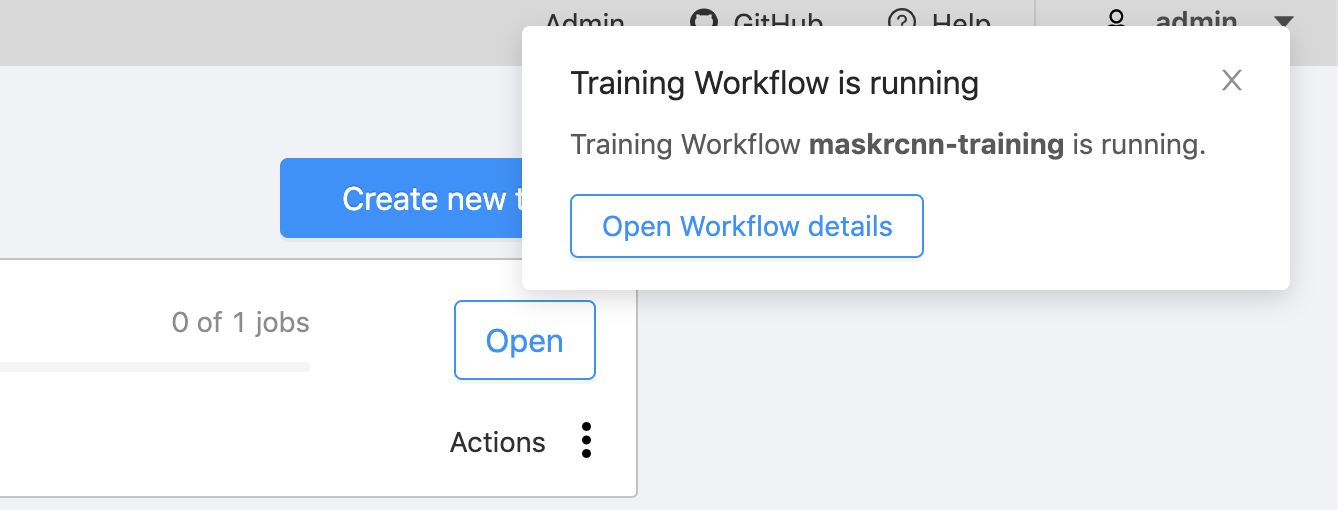 Admin GitHub Help admin
Training Workflow is running
Training Workflow maskrcnn-training is running.
Create new
Open Workflow details
0 of 1 jobs
Open
Actions